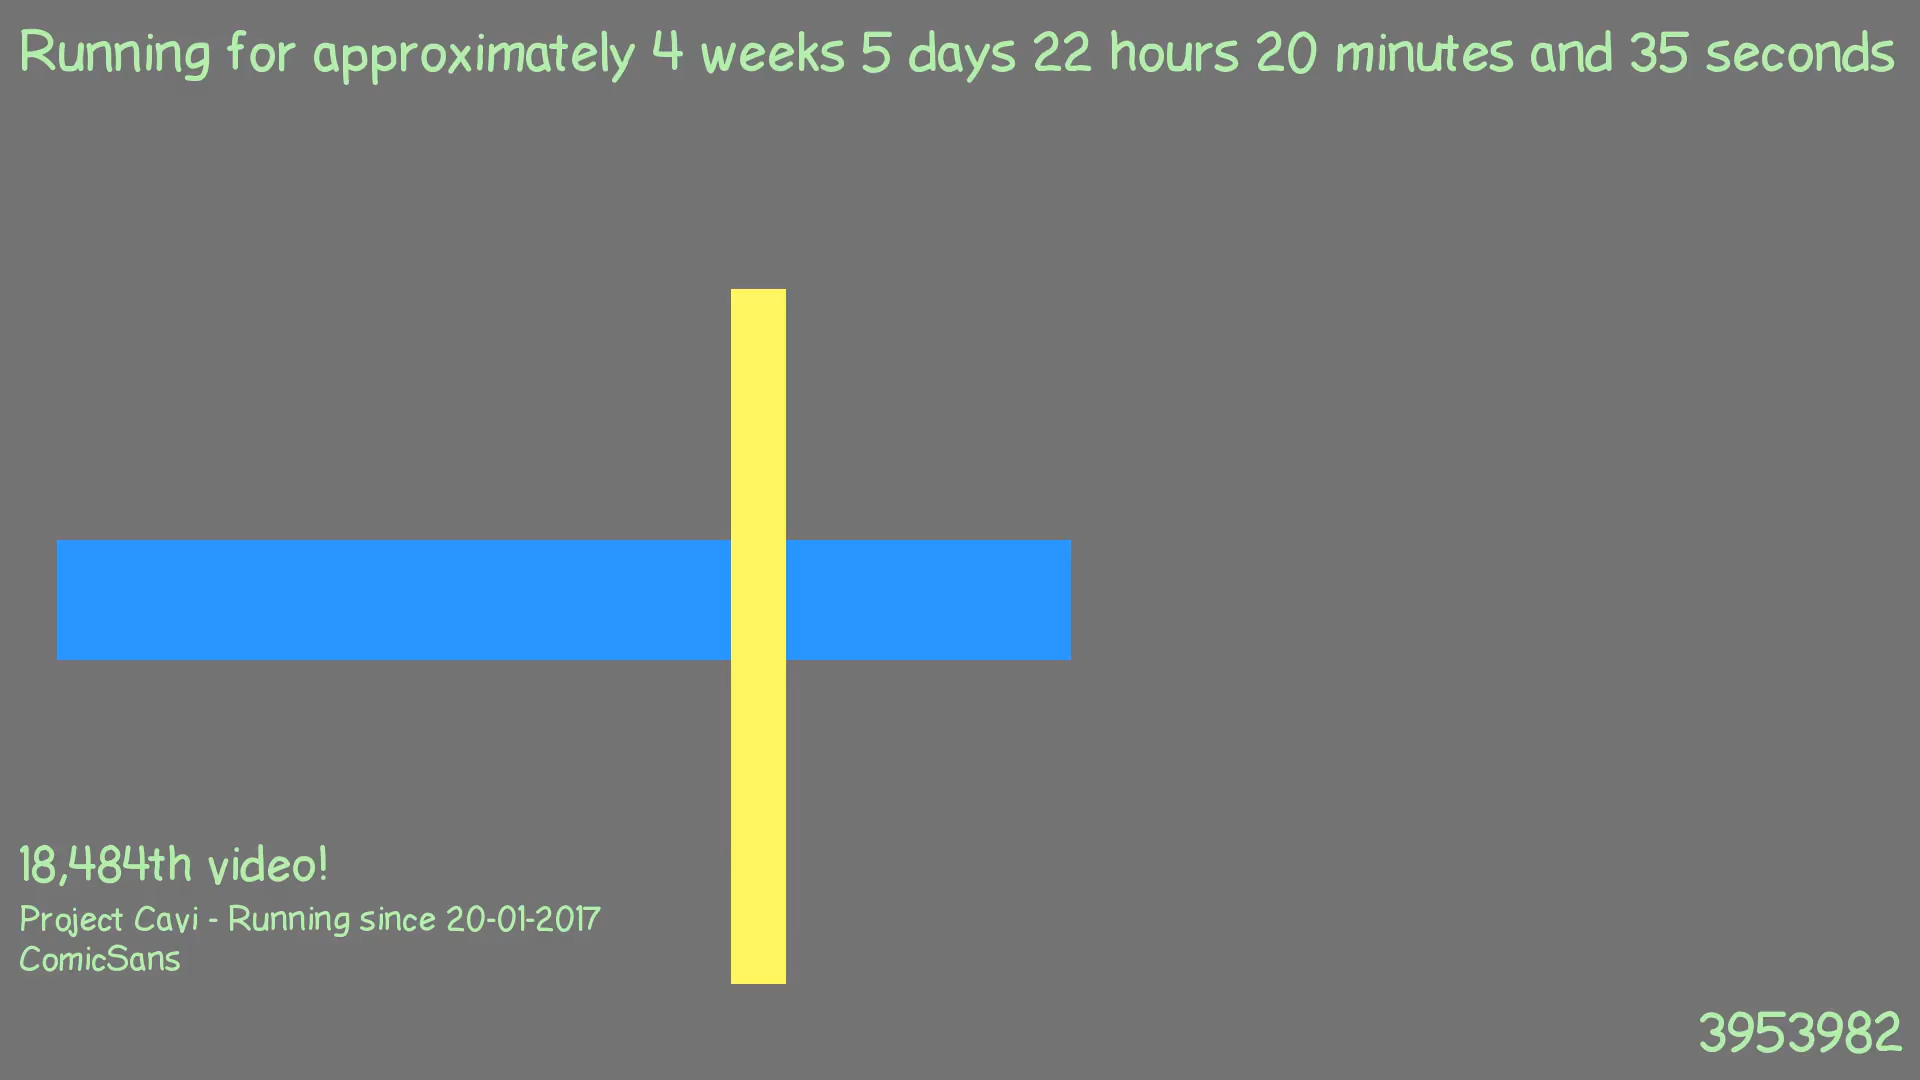 Running for approximately 4 weeks 5 days 22 hours 20 minutes and 35 seconds
18,484th video!
Project Cavi - Running since 20-01-2017
ComicSans
3953982